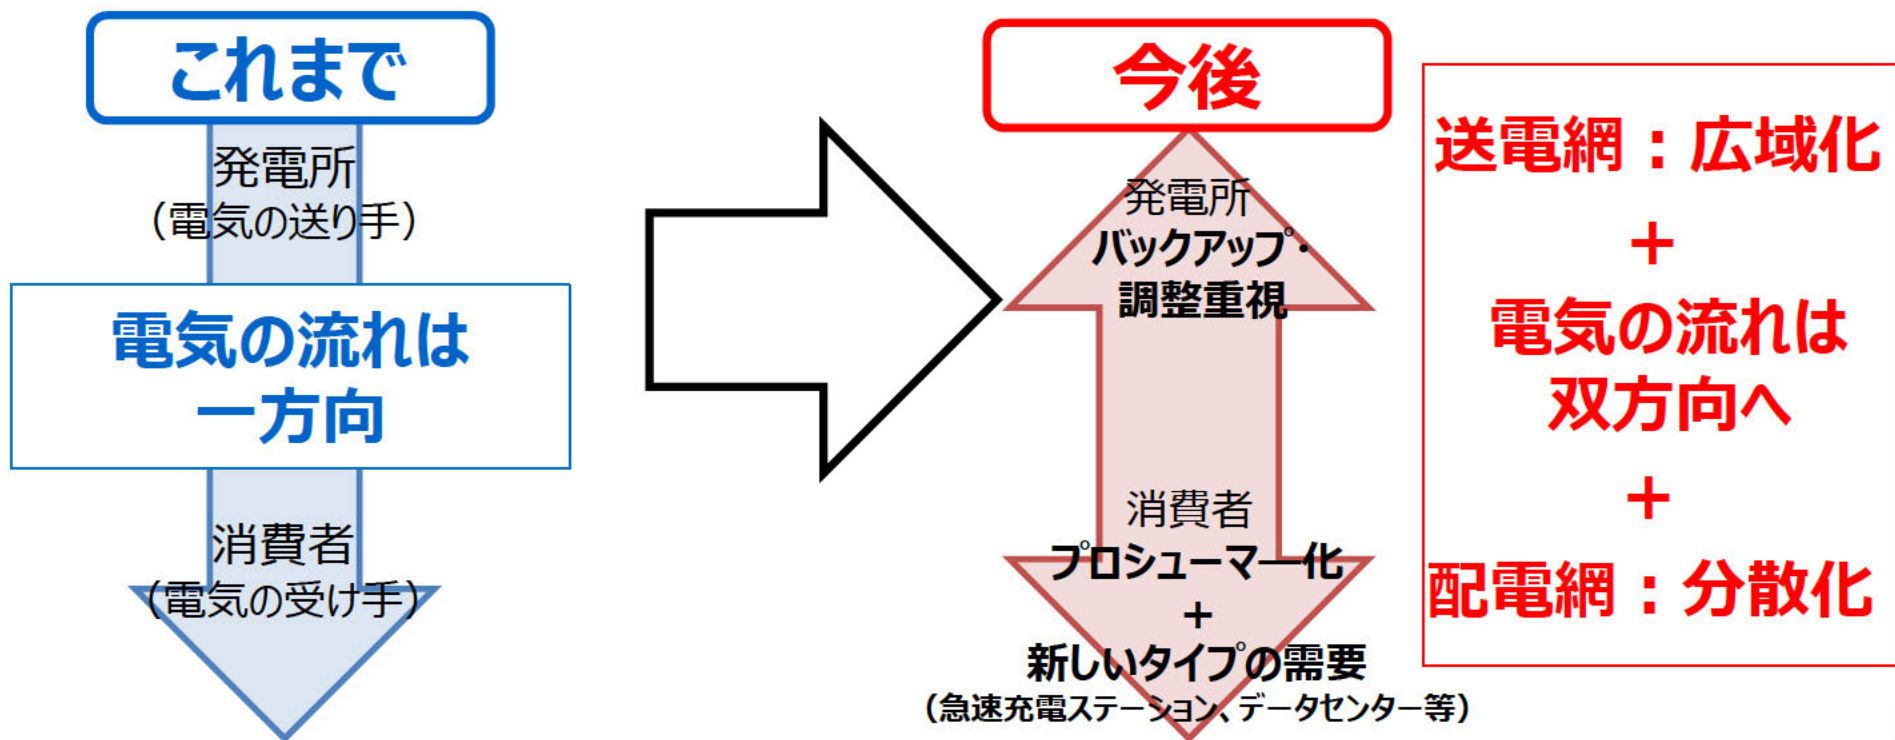 これまで
発電所
（電気の送り手）
電気の流れは
一方向
消費者
（電気の受け手）
今後
発電所
バックアップ・
調整重視
消費者
プロシューマー化
+
新しいタイプの需要
（急速充電ステーション、データセンター等）
送電網：広域化
+
電気の流れは
双方向へ
+
配電網：分散化